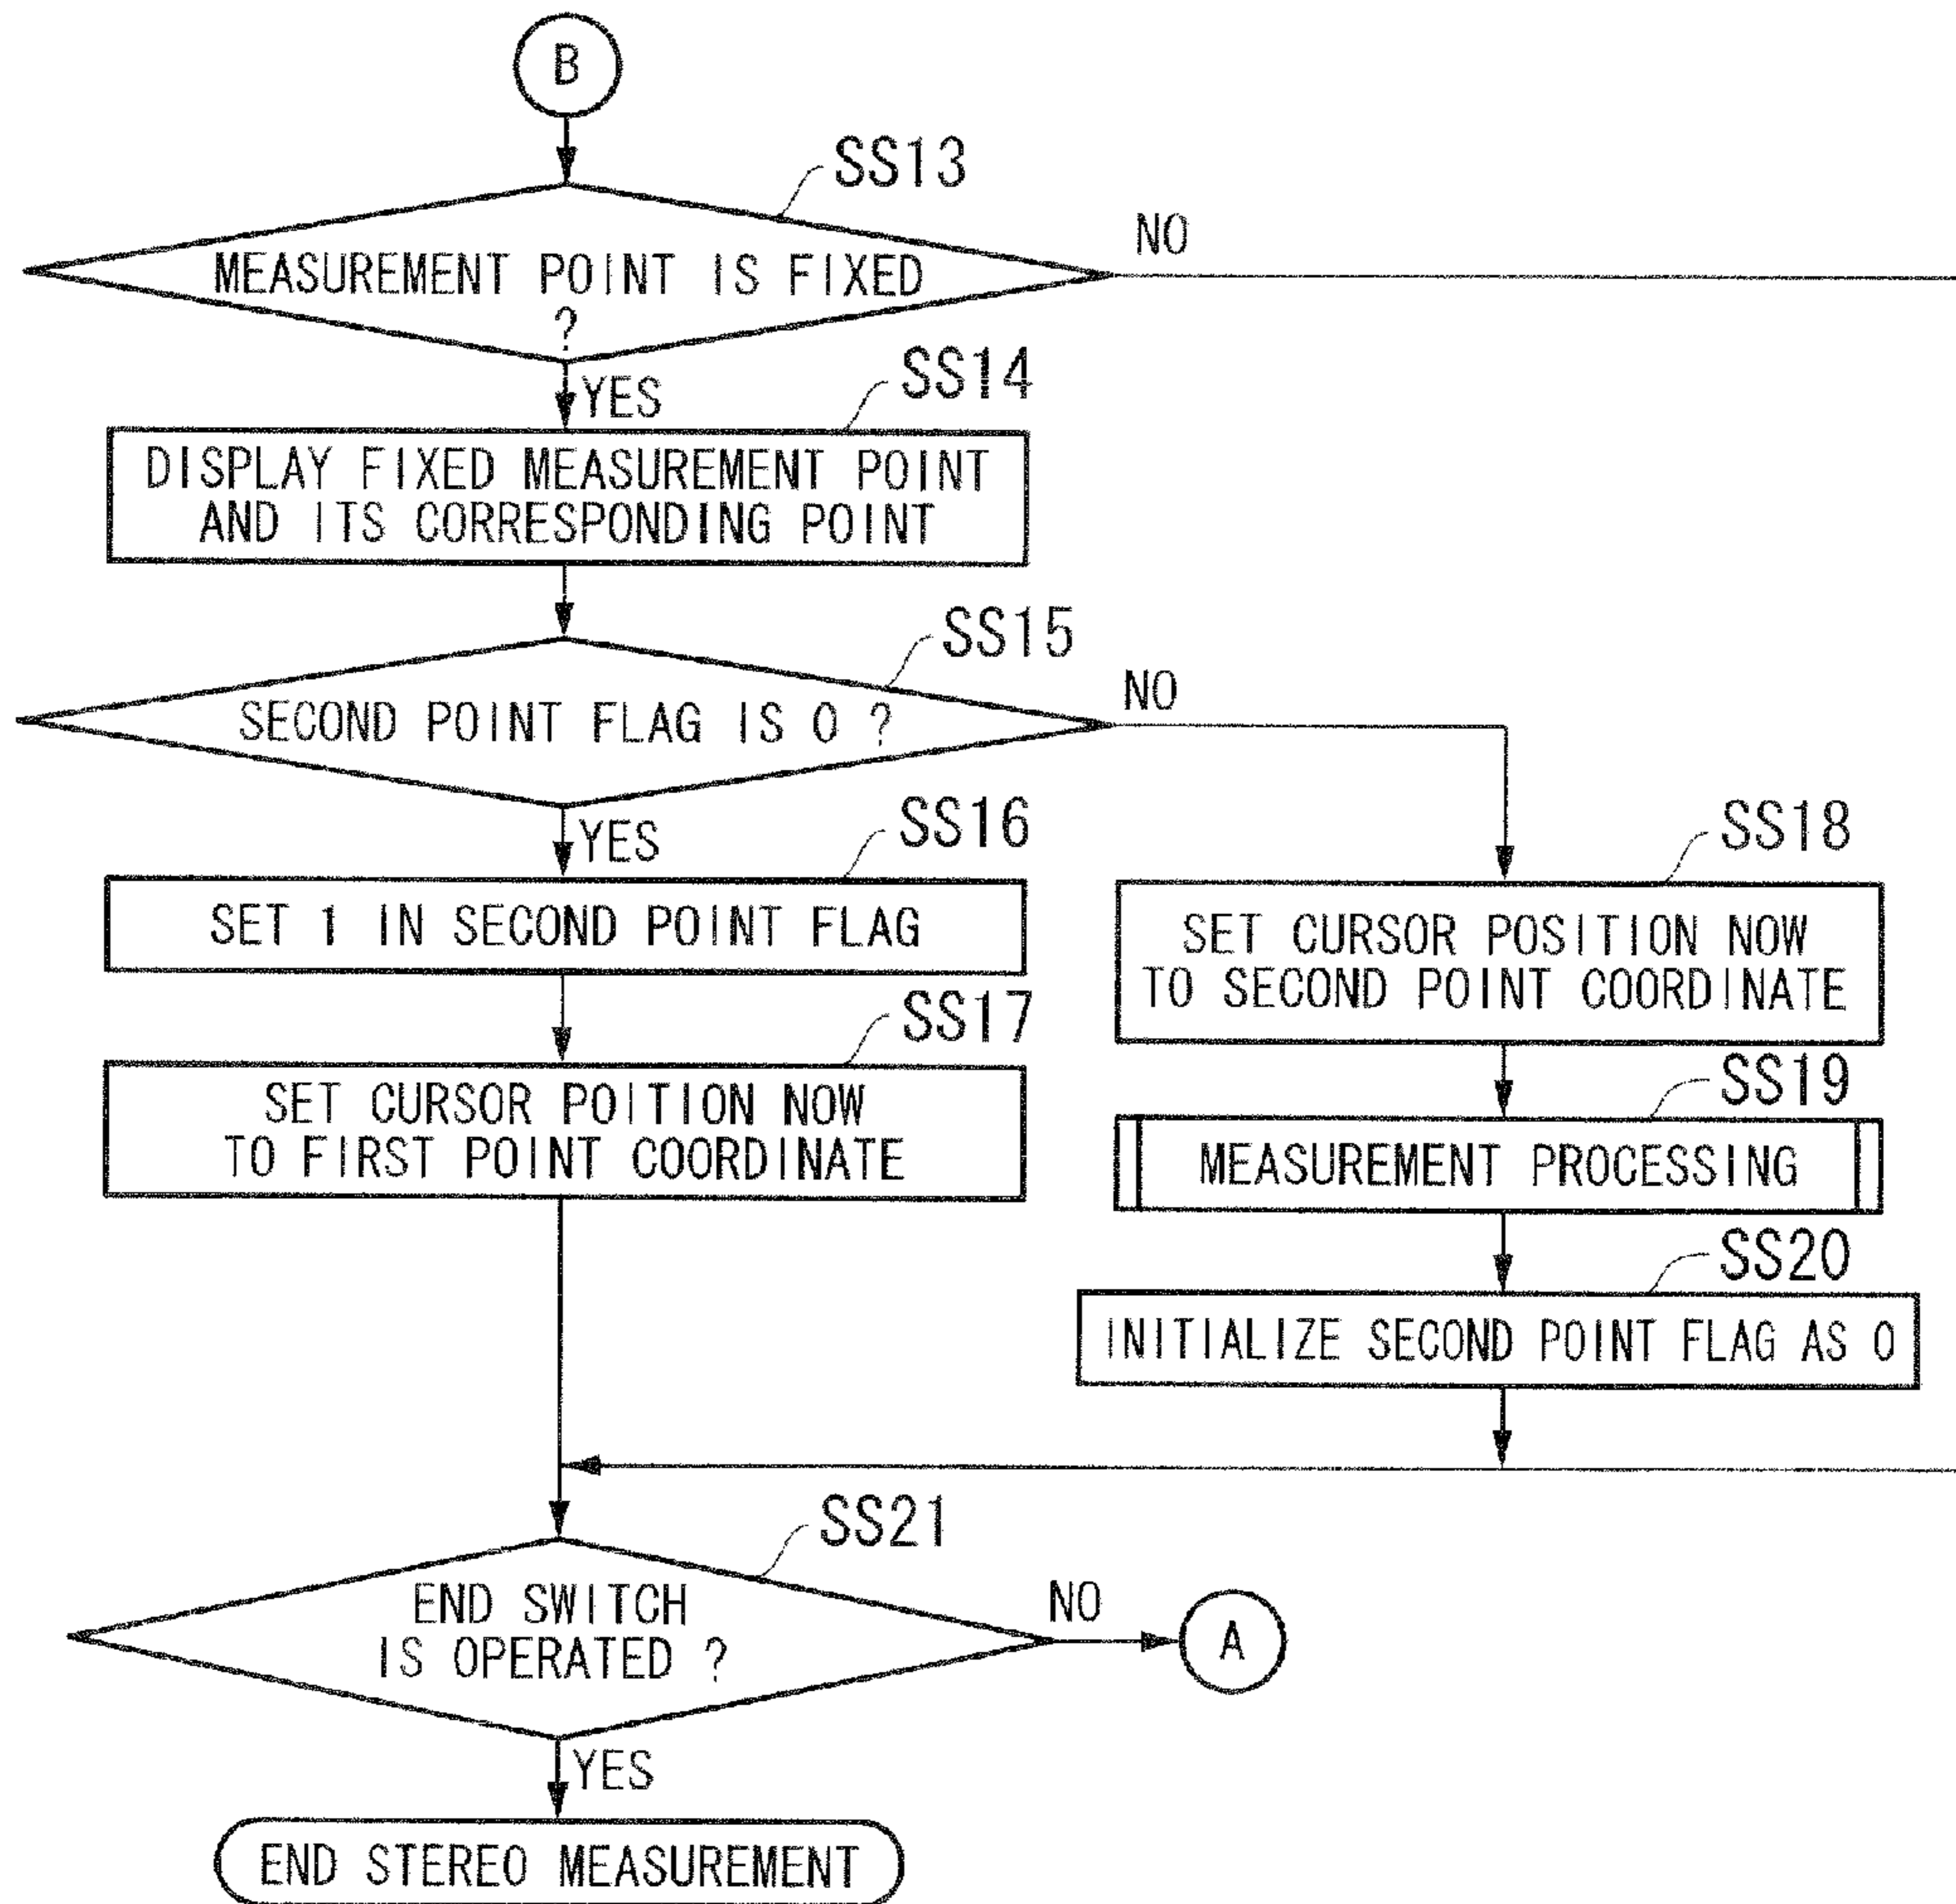 B
SS13
NO
MEASUREMENT POINT IS FIXED
?
YES
SS14
DISPLAY FIXED MEASUREMENT POINT
AND ITS CORRESPONDING POINT
SS15
NO
SECOND POINT FLAG IS 0 ?
YES
SS16
SET 1 IN SECOND POINT FLAG
SS17
SET CURSOR POITION NOW
TO FIRST POINT COORDINATE
SS18
SET CURSOR POSITION NOW
TO SECOND POINT COORDINATE
SS19
MEASUREMENT PROCESSING
SS20
INITIALIZE SECOND POINT FLAG AS 0
SS21
END SWITCH
IS OPERATED ?
NO
A
YES
END STEREO MEASUREMENT